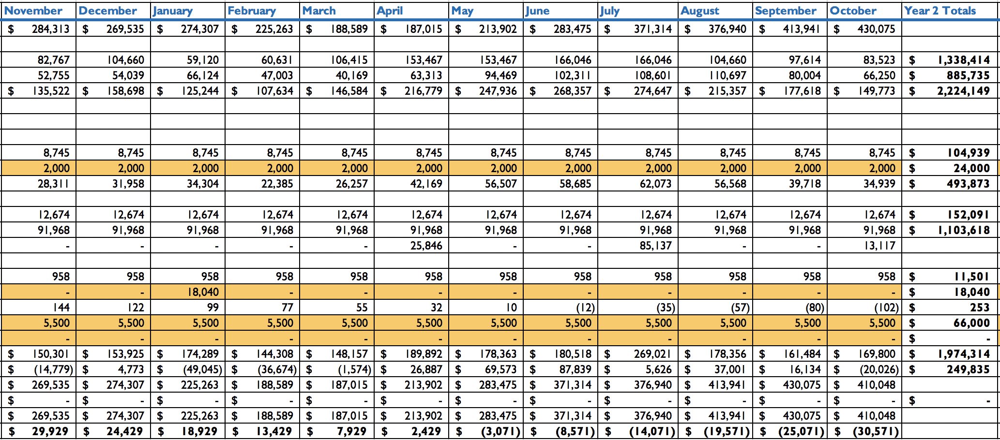 November December January February March April May June July August September October Year 2 Totals
$ 284,313 $ 269,535 $ 274,307 $ 225,263 $ 188,589 $ 187,015 $ 213,902 $ 283,475 $ 371,314 $ 376,940 $ 413,941 $ 430,075
82,767 104,660 59,120 60,631 106,415 153,467 153,467 166,046 166,046 104,660 97,614 83,523 $ 1,338,414
52,755 54,039 66,124 47,003 40,169 63,313 94,469 102,311 108,601 110,697 80,004 66,250 $ 885,735
$ 135,522 $ 158,698 $ 125,244 $ 107,634 $ 146,584 $ 216,779 $ 247,936 $ 268,357 $ 274,647 $ 215,357 $ 177,618 $ 149,773 $ 2,224,149
8,745 8,745 8,745 8,745 8,745 8,745 8,745 8,745 8,745 8,745 8,745 8,745 $ 104,939
2,000 2,000 2,000 2,000 2,000 2,000 2,000 2,000 2,000 2,000 2,000 2,000 $ 24,000
28,311 31,958 34,304 22,385 26,257 42,169 56,507 58,685 62,073 56,568 39,718 34,939 $ 493,873
12,674 12,674 12,674 12,674 12,674 12,674 12,674 12,674 12,674 12,674 12,674 12,674 $ 152,091
91,968 91,968 91,968 91,968 91,968 91,968 91,968 91,968 91,968 91,968 91,968 91,968 $ 1,103,618
- - - - - 25,846 - - 85,137 - - 13,117
958 958 958 958 958 958 958 958 958 958 958 958 $ 11,501
- - 18,040 - - - - - - - - - $ 18,040
144 122 99 77 55 32 10 (12) (35) (57) (80) (102) $ 253
5,500 5,500 5,500 5,500 5,500 5,500 5,500 5,500 5,500 5,500 5,500 5,500 $ 66,000
- - - - - - - - - - - - $ -
$ 150,301 $ 153,925 $ 174,289 $ 144,308 $ 148,157 $ 189,892 $ 178,363 $ 180,518 $ 269,021 $ 178,356 $ 161,484 $ 169,800 $ 1,974,314
$ (14,779) $ 4,773 $ (49,045) $ (36,674) $ (1,574) $ 26,887 $ 69,573 $ 87,839 $ 5,626 $ 37,001 $ 16,134 $ (20,026) $ 249,835
$ 269,535 $ 274,307 $ 225,263 $ 188,589 $ 187,015 $ 213,902 $ 283,475 $ 371,314 $ 376,940 $ 413,941 $ 430,075 $ 410,048
$ - $ - $ - $ - $ - $ - $ - $ - $ - $ - $ - $ - $ -
$ 269,535 $ 274,307 $ 225,263 $ 188,589 $ 187,015 $ 213,902 $ 283,475 $ 371,314 $ 376,940 $ 413,941 $ 430,075 $ 410,048
$ 29,929 $ 24,429 $ 18,929 $ 13,429 $ 7,929 $ 2,429 $ (3,071) $ (8,571) $ (14,071) $ (19,571) $ (25,071) $ (30,571)